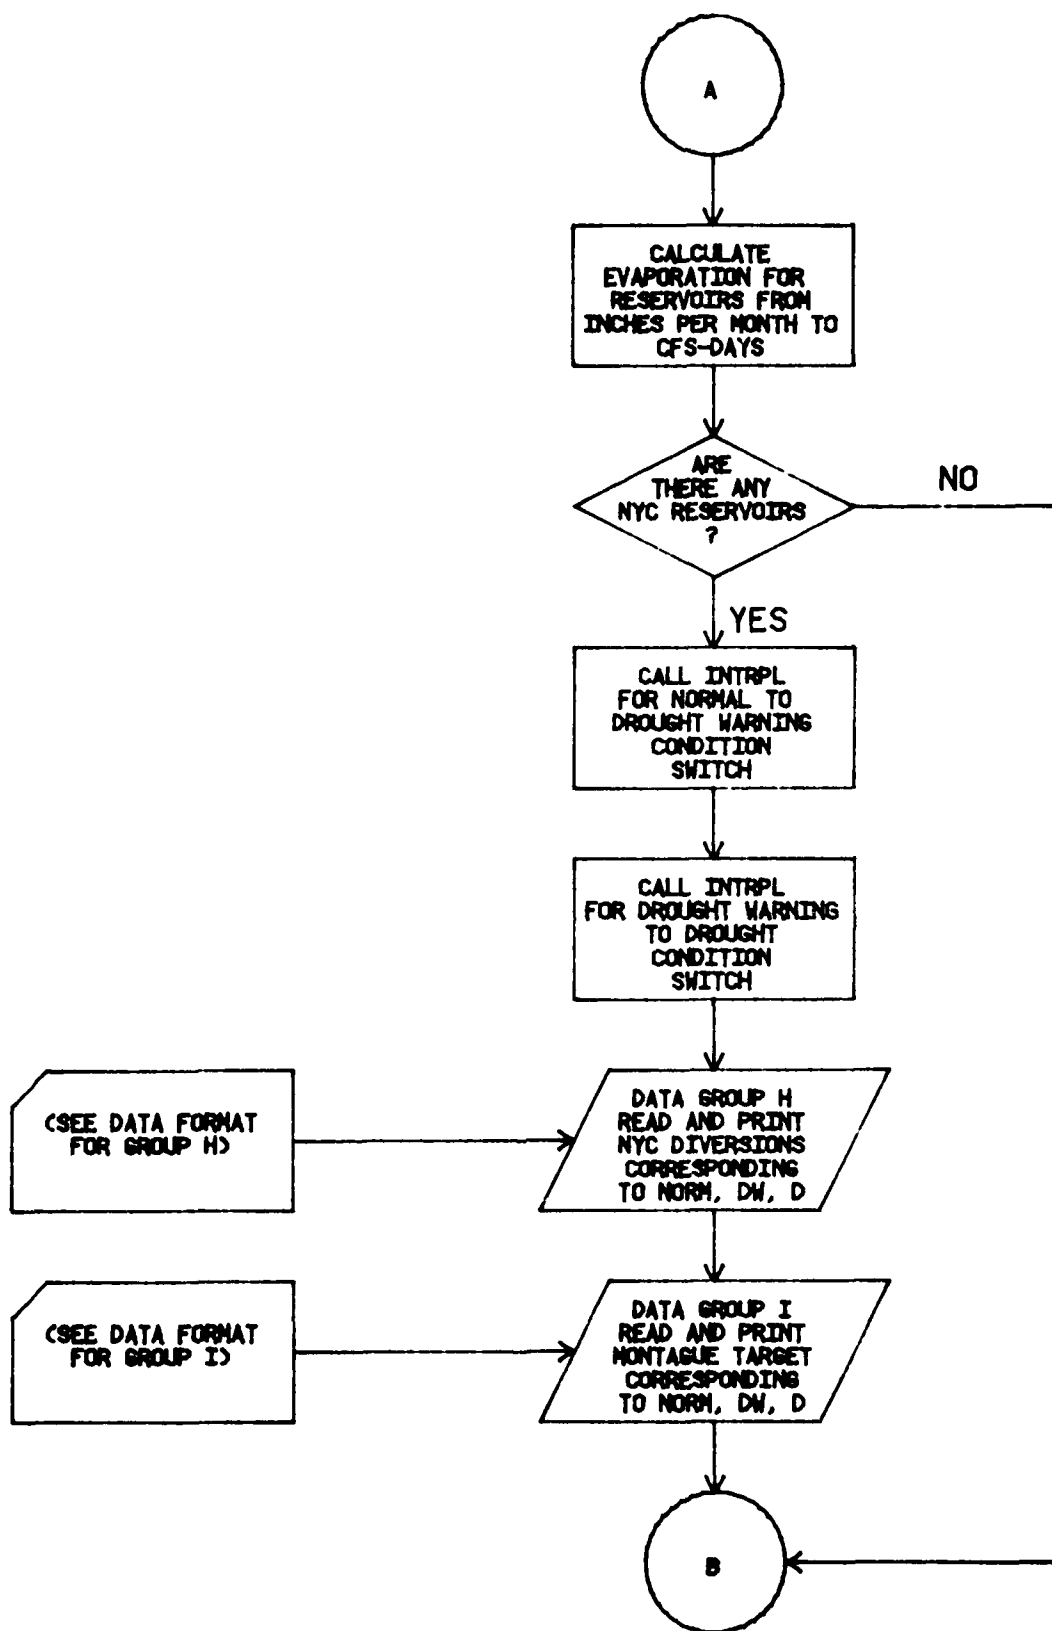 A
CALCULATE
EVAPORATION FOR
RESERVOIRS FROM
INCHES PER MONTH TO
CFS-DAYS
ARE
THERE ANY
NYC RESERVOIRS
?
NO
YES
CALL INTRPL
FOR NORMAL TO
DROUGHT WARNING
CONDITION
SWITCH
CALL INTRPL
FOR DROUGHT WARNING
TO DROUGHT
CONDITION
SWITCH
(SEE DATA FORMAT
FOR GROUP H)
DATA GROUP H
READ AND PRINT
NYC DIVERSIONS
CORRESPONDING
TO NORM, DW, D
(SEE DATA FORMAT
FOR GROUP I)
DATA GROUP I
READ AND PRINT
MONTAGUE TARGET
CORRESPONDING
TO NORM, DW, D
B